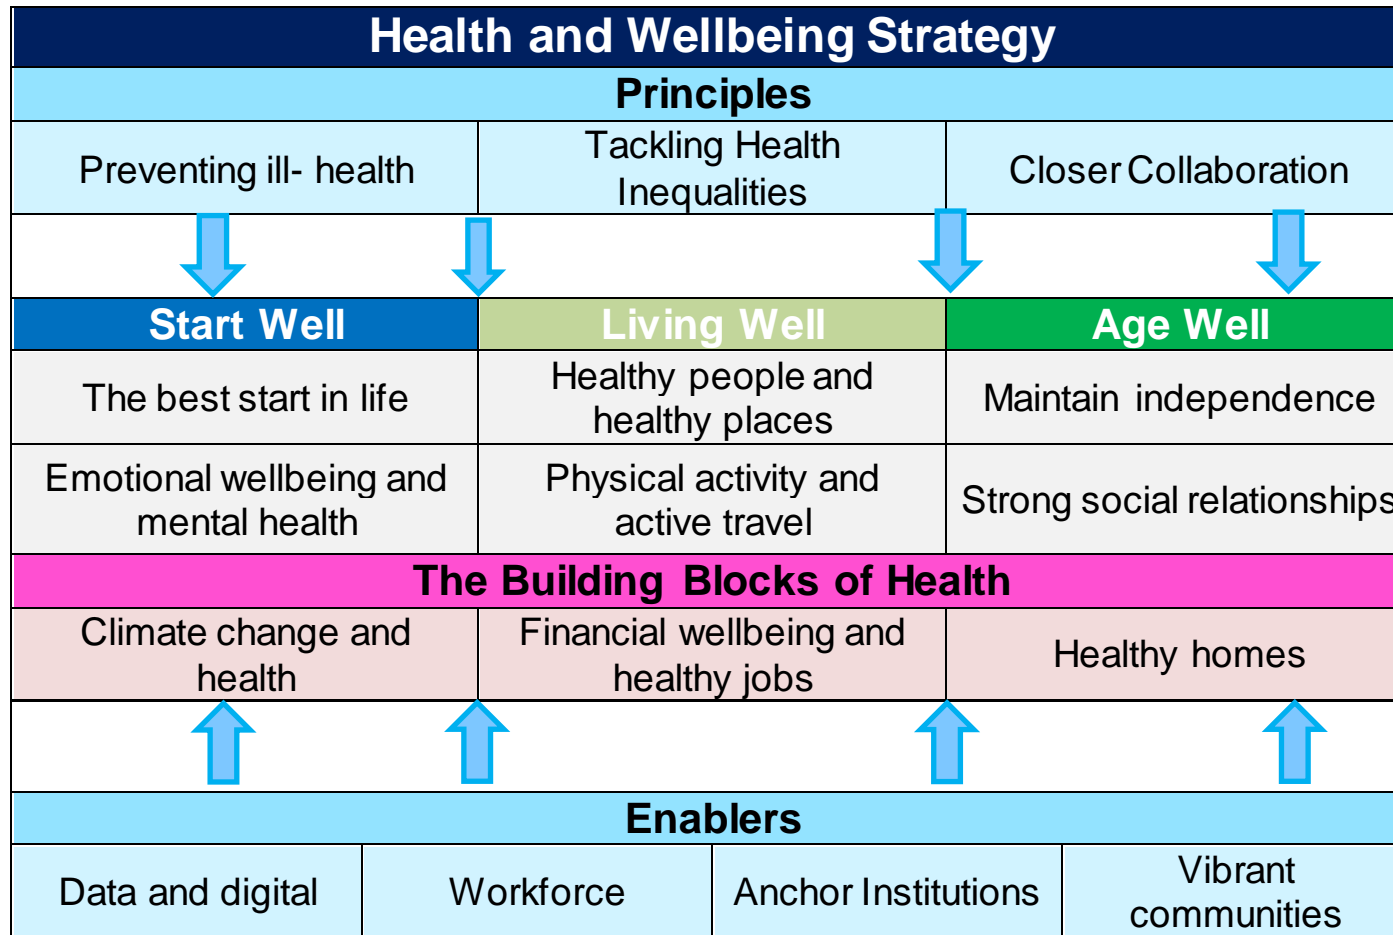 Health and Wellbeing Strategy
Principles
Preventing ill- health
Tackling Health
Inequalities
Closer Collaboration
Start Well
Living Well
Age Well
The best start in life
Healthy people and
healthy places
Maintain independence
Emotional wellbeing and
mental health
Physical activity and
active travel
Strong social relationships
The Building Blocks of Health
Climate change and
health
Financial wellbeing and
healthy jobs
Healthy homes
Enablers
Data and digital
Workforce
Anchor Institutions
Vibrant
communities